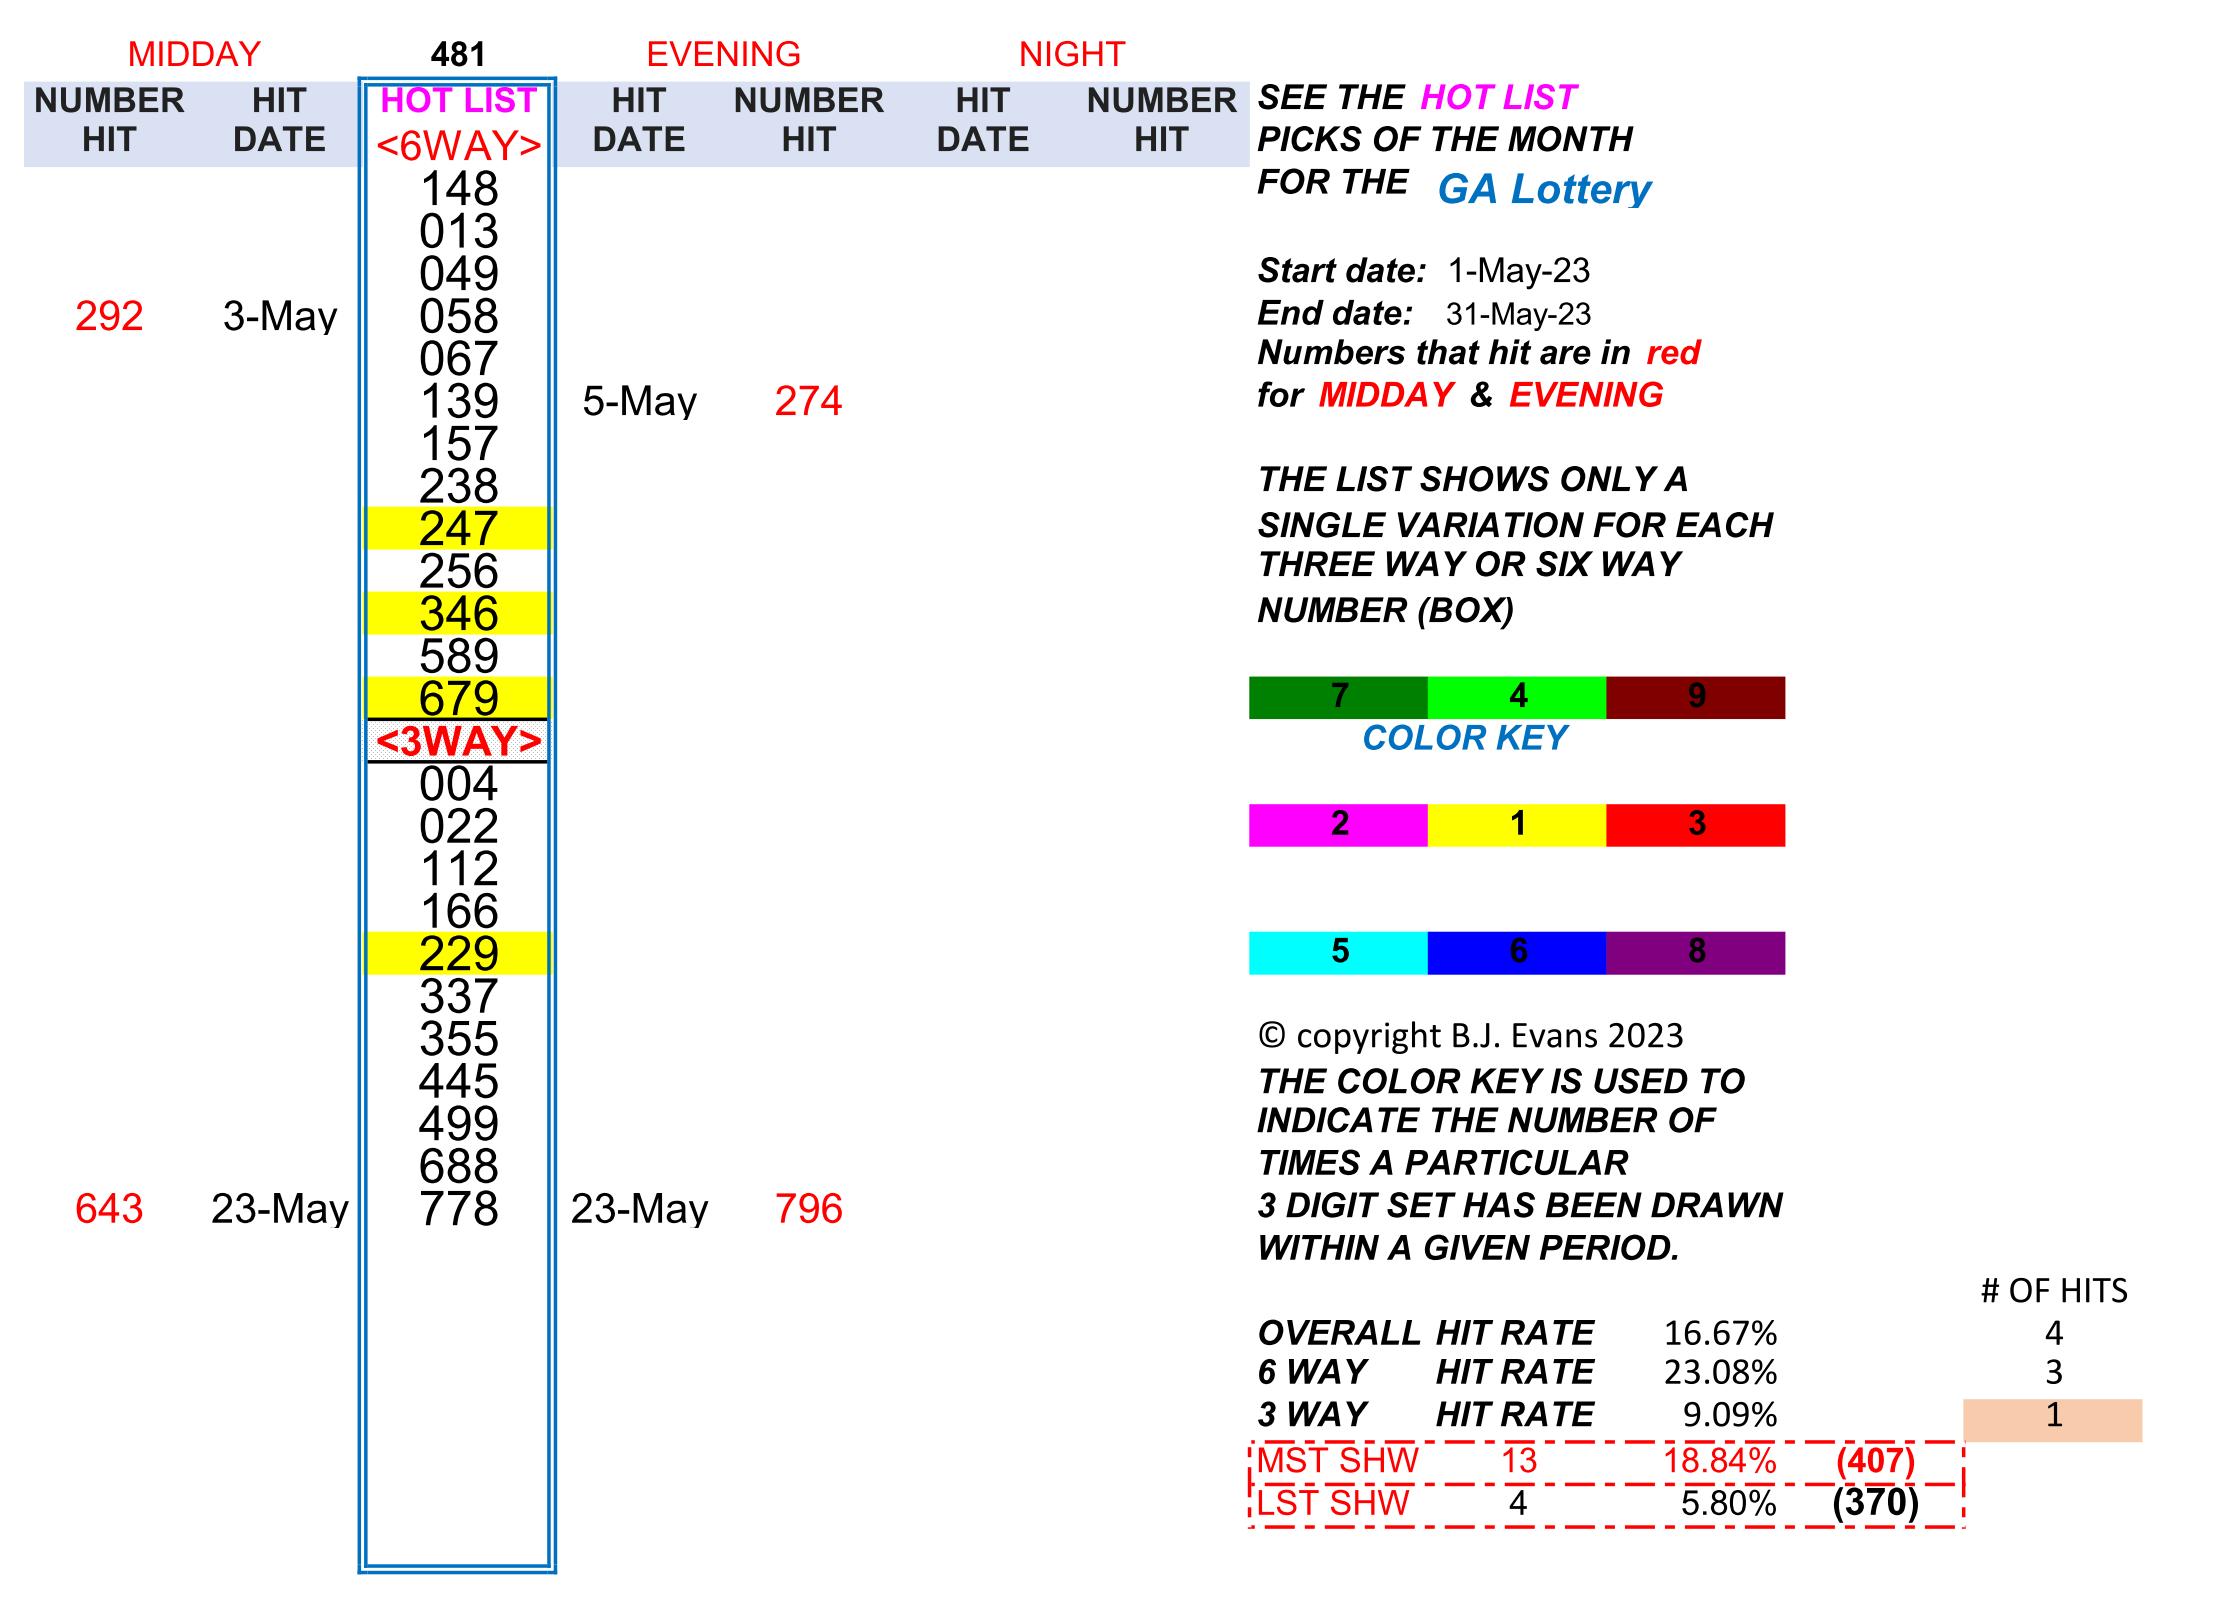 MIDDAY 481 EVENING NIGHT
NUMBER HIT HOT LIST HIT NUMBER HIT NUMBER
HIT DATE <6WAY> DATE HIT DATE HIT
148
013
049
292 3-May 058
067
139 5-May 274
157
238
247
256
346
589
679
<3WAY>
004
022
112
166
229
337
355
445
499
688
643 23-May 778 23-May 796
SEE THE HOT LIST
PICKS OF THE MONTH
FOR THE GA Lottery
Start date: 1-May-23
End date: 31-May-23
Numbers that hit are in red
for MIDDAY & EVENING
THE LIST SHOWS ONLY A
SINGLE VARIATION FOR EACH
THREE WAY OR SIX WAY
NUMBER (BOX)
7 4 9
COLOR KEY
2 1 3
5 6 8
© copyright B.J. Evans 2023
THE COLOR KEY IS USED TO
INDICATE THE NUMBER OF
TIMES A PARTICULAR
3 DIGIT SET HAS BEEN DRAWN
WITHIN A GIVEN PERIOD.
# OF HITS
OVERALL HIT RATE 16.67% 4
6 WAY HIT RATE 23.08% 3
3 WAY HIT RATE 9.09% 1
MST SHW 13 18.84% (407)
LST SHW 4 5.80% (370)